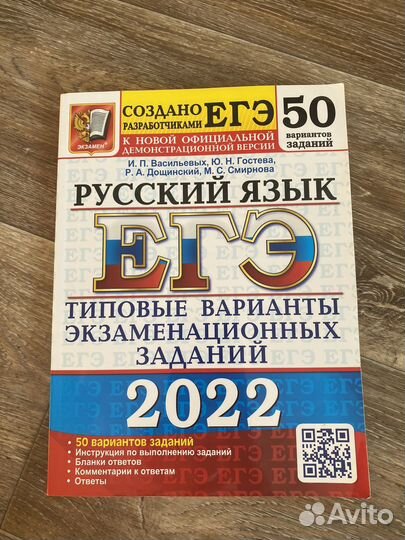 СОЗДАНО
РАЗРАБОТЧИКАМИ ЕГЭ
50
вариантов
заданий
ЭКЗАМЕН
К НОВОЙ ОФИЦИАЛЬНОЙ
ДЕМОНСТРАЦИОННОЙ ВЕРСИИ
И. П. Васильевых, Ю. Н. Гостева,
Р. А. Дощинский, М. С. Смирнова
РУССКИЙ ЯЗЫК
ЕГЭ
ТИПОВЫЕ ВАРИАНТЫ
ЭКЗАМЕНАЦИОННЫХ
ЗАДАНИЙ
2022
• 50 вариантов заданий
• Инструкция по выполнению заданий
• Бланки ответов
• Комментарии к ответам
• Ответы
Avito